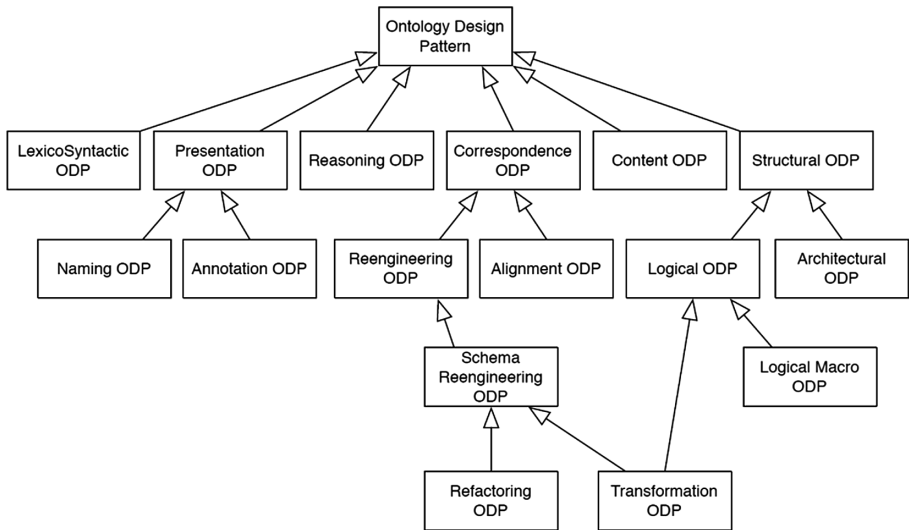 Ontology Design
Pattern
LexicoSyntactic
ODP
Presentation
ODP
Reasoning ODP
Correspondence
ODP
Content ODP
Structural ODP
Naming ODP
Annotation ODP
Reengineering
ODP
Alignment ODP
Logical ODP
Architectural
ODP
Schema
Reengineering
ODP
Logical Macro
ODP
Refactoring
ODP
Transformation
ODP